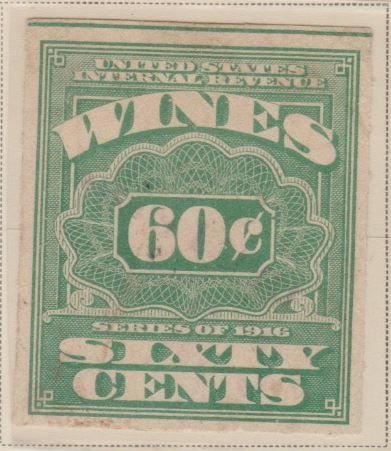 UNITED STATES
INTERNAL REVENUE
WINES
60¢
SERIES OF 1916
SIXTY
CENTS